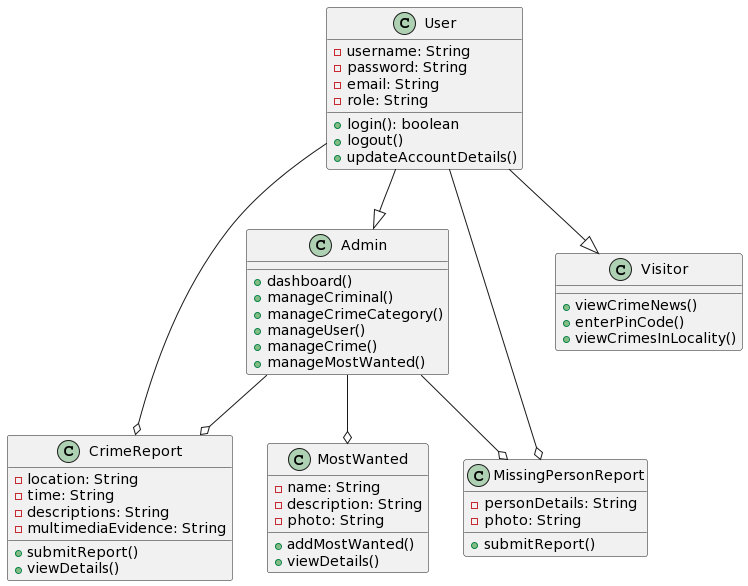 C User
username: String
password: String
email: String
role: String
login(): boolean
logout()
updateAccountDetails()
C Admin
dashboard()
manageCriminal()
manageCrimeCategory()
manageUser()
manageCrime()
manageMostWanted()
C Visitor
viewCrimeNews()
enterPinCode()
viewCrimesInLocality()
C CrimeReport
location: String
time: String
descriptions: String
multimediaEvidence: String
submitReport()
viewDetails()
C MostWanted
name: String
description: String
photo: String
addMostWanted()
viewDetails()
C MissingPersonReport
personDetails: String
photo: String
submitReport()